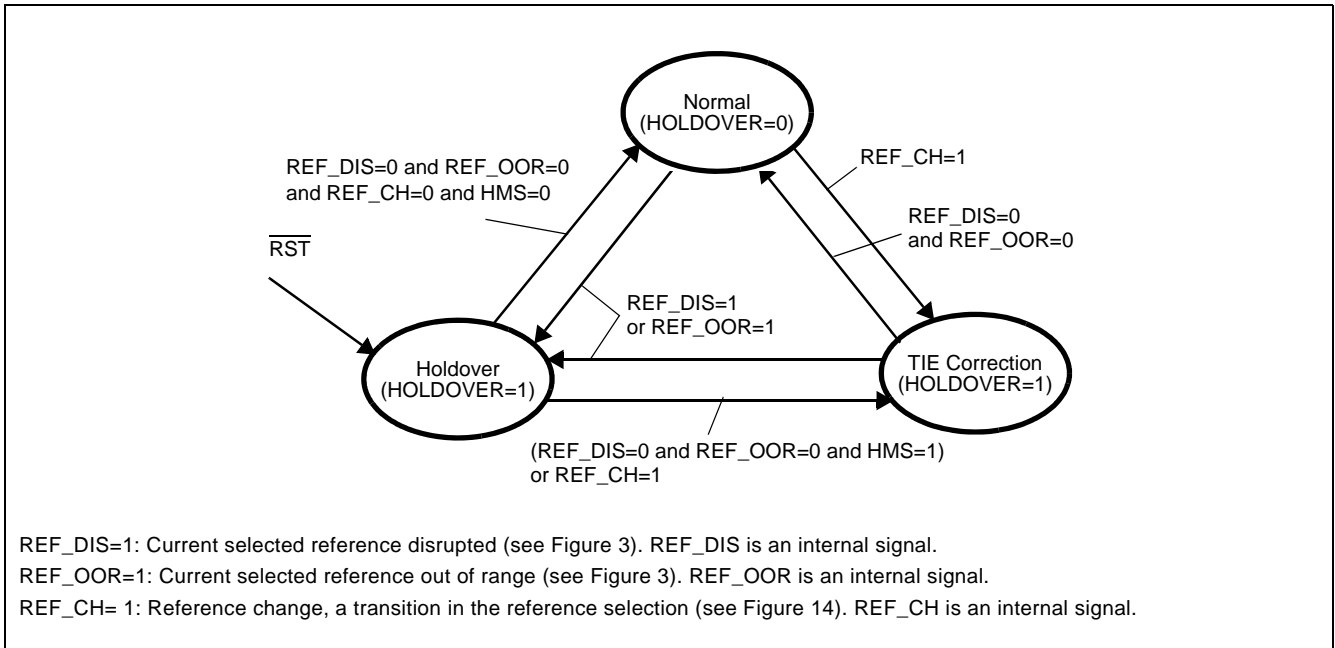 Normal
(HOLDOVER=0)
REF_DIS=0 and REF_OOR=0
and REF_CH=0 and HMS=0
REF_CH=1
REF_DIS=0
and REF_OOR=0
RST
REF_DIS=1
or REF_OOR=1
Holdover
(HOLDOVER=1)
TIE Correction
(HOLDOVER=1)
(REF_DIS=0 and REF_OOR=0 and HMS=1)
or REF_CH=1
REF_DIS=1: Current selected reference disrupted (see Figure 3). REF_DIS is an internal signal.
REF_OOR=1: Current selected reference out of range (see Figure 3). REF_OOR is an internal signal.
REF_CH= 1: Reference change, a transition in the reference selection (see Figure 14). REF_CH is an internal signal.